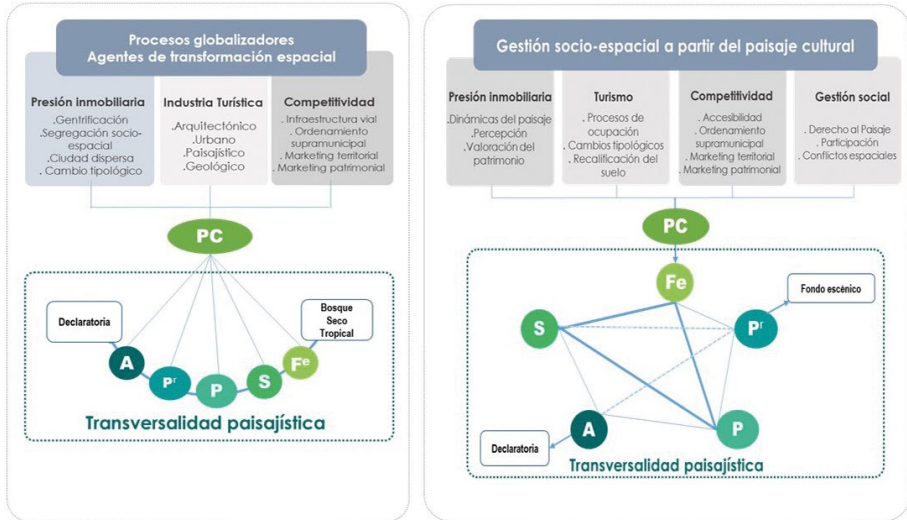 Procesos globalizadores
Agentes de transformación espacial
Presión inmobiliaria
.Gentrificación
.Segregación socio-
espacial
.Ciudad dispersa
. Cambio tipológico
Industria Turística
.Arquitectónico
.Urbano
.Paisajístico
.Geológico
Competitividad
. Infraestructura vial
. Ordenamiento
supramunicipal
. Marketing territorial
. Marketing patrimonial
PC
Declaratoria
Bosque
Seco
Tropical
A
Pr
P
S
Fe
Transversalidad paisajística
Gestión socio-espacial a partir del paisaje cultural
Presión inmobiliaria
.Dinámicas del paisaje
.Percepción
.Valoración del
patrimonio
Turismo
. Procesos de
ocupación
. Cambios tipológicos
. Recalificación del
suelo
Competitividad
. Accesibilidad
. Ordenamiento
supramunicipal
. Marketing territorial
. Marketing patrimonial
Gestión social
. Derecho al Paisaje
. Participación
. Conflictos espaciales
PC
Fe
Fondo escénico
S
Pr
A
P
Declaratoria
Transversalidad paisajística